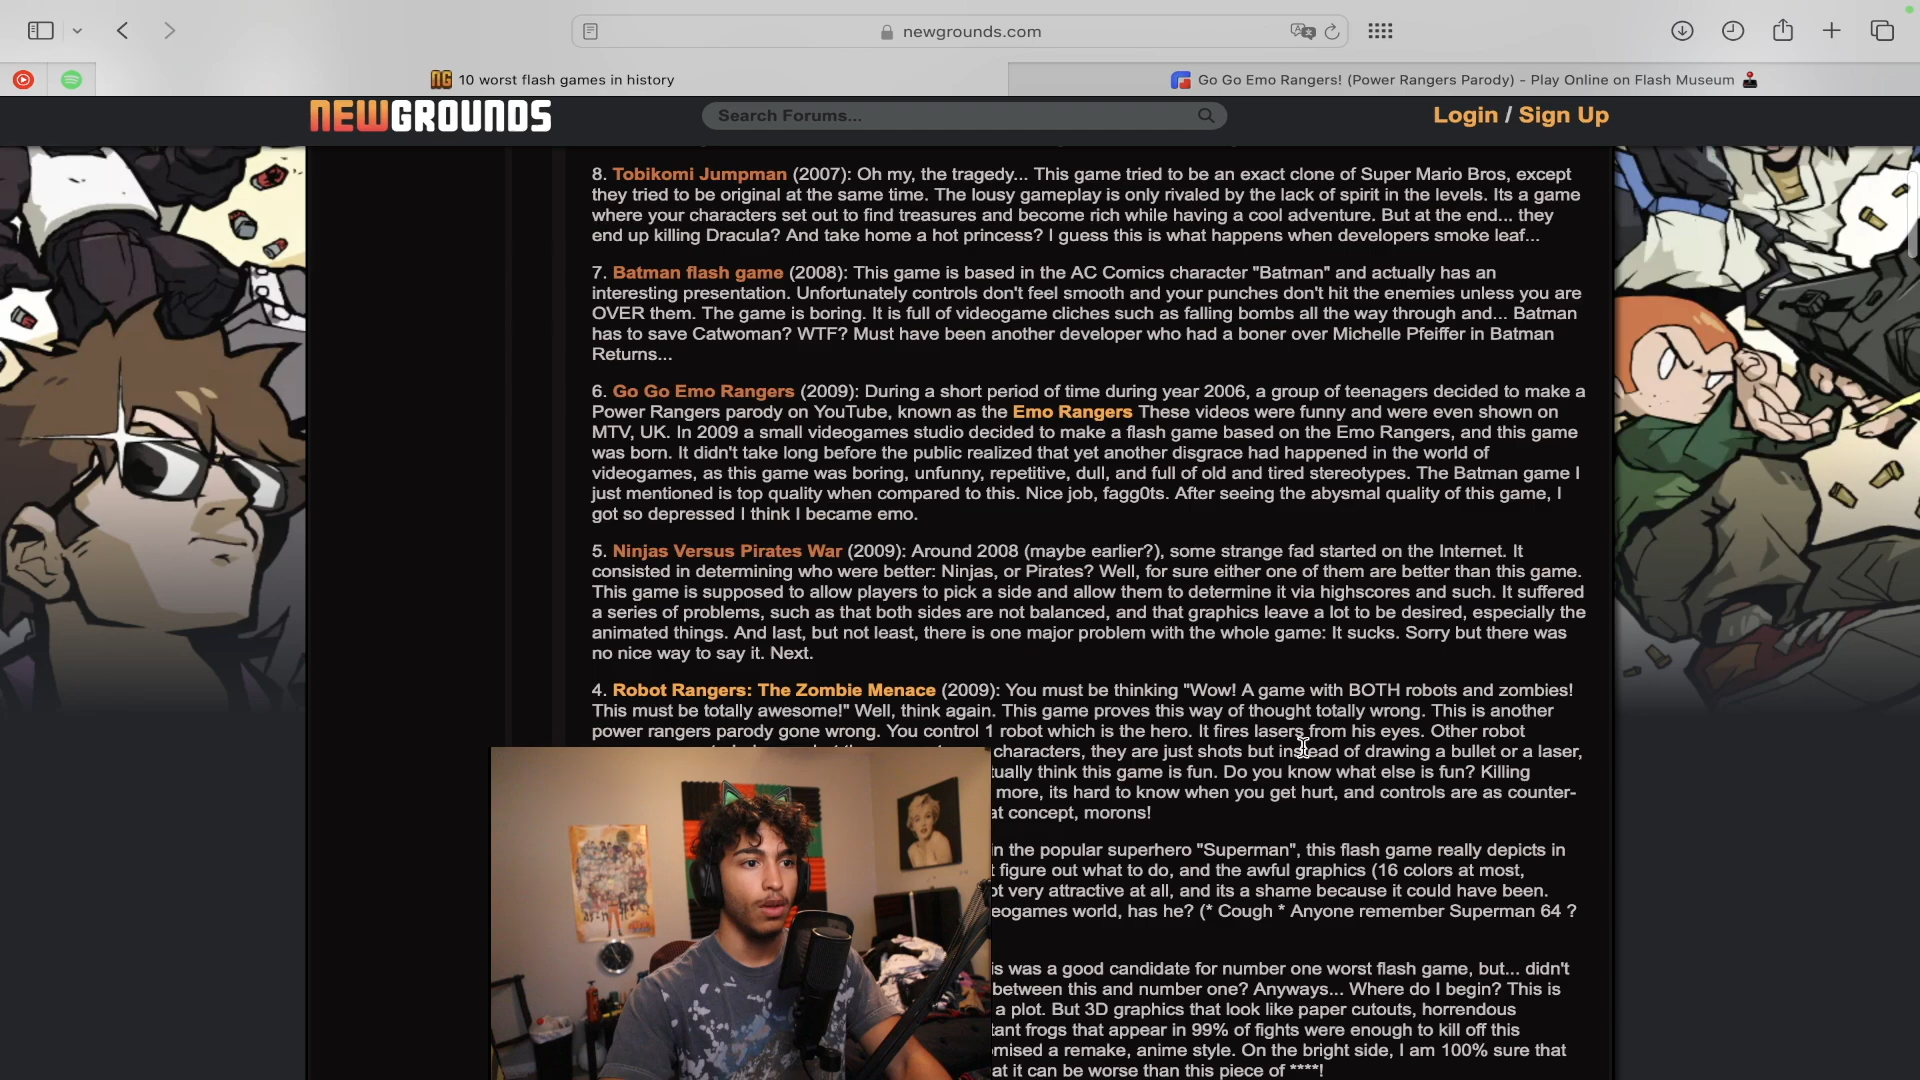 newgrounds.com
10 worst flash games in history
Go Go Emo Rangers! (Power Rangers Parody) - Play Online on Flash Museum
NEWGROUNDS
Search Forums...
Login / Sign Up
8. Tobikomi Jumpman (2007): Oh my, the tragedy... This game tried to be an exact clone of Super Mario Bros, except
they tried to be original at the same time. The lousy gameplay is only rivaled by the lack of spirit in the levels. Its a game
where your characters set out to find treasures and become rich while having a cool adventure. But at the end... they
end up killing Dracula? And take home a hot princess? I guess this is what happens when developers smoke leaf...
7. Batman flash game (2008): This game is based in the AC Comics character "Batman" and actually has an
interesting presentation. Unfortunately controls don't feel smooth and your punches don't hit the enemies unless you are
OVER them. The game is boring. It is full of videogame cliches such as falling bombs all the way through and... Batman
has to save Catwoman? WTF? Must have been another developer who had a boner over Michelle Pfeiffer in Batman
Returns...
6. Go Go Emo Rangers (2009): During a short period of time during year 2006, a group of teenagers decided to make a
Power Rangers parody on YouTube, known as the Emo Rangers These videos were funny and were even shown on
MTV, UK. In 2009 a small videogames studio decided to make a flash game based on the Emo Rangers, and this game
was born. It didn't take long before the public realized that yet another disgrace had happened in the world of
videogames, as this game was boring, unfunny, repetitive, dull, and full of old and tired stereotypes. The Batman game I
just mentioned is top quality when compared to this. Nice job, fagg0ts. After seeing the abysmal quality of this game, I
got so depressed I think I became emo.
5. Ninjas Versus Pirates War (2009): Around 2008 (maybe earlier?), some strange fad started on the Internet. It
consisted in determining who were better: Ninjas, or Pirates? Well, for sure either one of them are better than this game.
This game is supposed to allow players to pick a side and allow them to determine it via highscores and such. It suffered
a series of problems, such as that both sides are not balanced, and that graphics leave a lot to be desired, especially the
animated things. And last, but not least, there is one major problem with the whole game: It sucks. Sorry but there was
no nice way to say it. Next.
4. Robot Rangers: The Zombie Menace (2009): You must be thinking "Wow! A game with BOTH robots and zombies!
This must be totally awesome!" Well, think again. This game proves this way of thought totally wrong. This is another
power rangers parody gone wrong. You control 1 robot which is the hero. It fires lasers from his eyes. Other robot
characters, they are just shots but instead of drawing a bullet or a laser,
tually think this game is fun. Do you know what else is fun? Killing
more, its hard to know when you get hurt, and controls are as counter-
at concept, morons!
in the popular superhero "Superman", this flash game really depicts in
t figure out what to do, and the awful graphics (16 colors at most,
ot very attractive at all, and its a shame because it could have been.
eogames world, has he? (* Cough * Anyone remember Superman 64 ?
is was a good candidate for number one worst flash game, but... didn't
between this and number one? Anyways... Where do I begin? This is
a plot. But 3D graphics that look like paper cutouts, horrendous
tant frogs that appear in 99% of fights were enough to kill off this
mised a remake, anime style. On the bright side, I am 100% sure that
at it can be worse than this piece of ****!